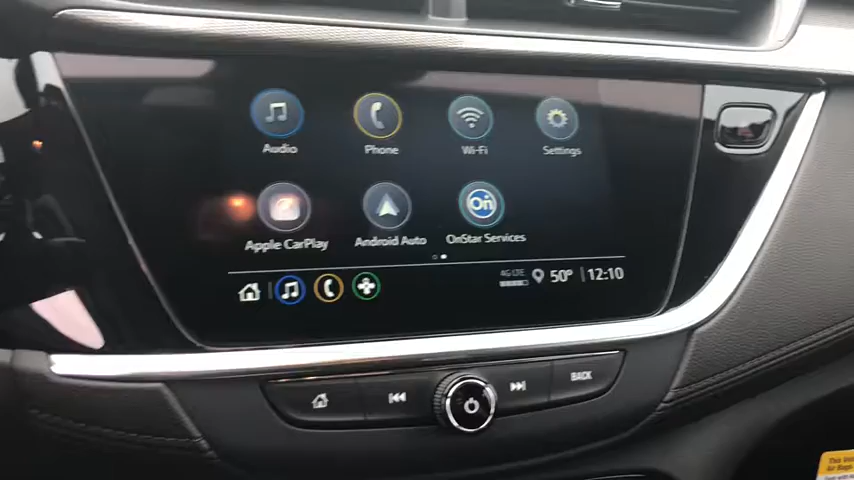 Audio
Phone
Wi-Fi
Settings
On
Apple CarPlay
Android Auto
OnStar Services
4G LTE
50°
12:10
BACK